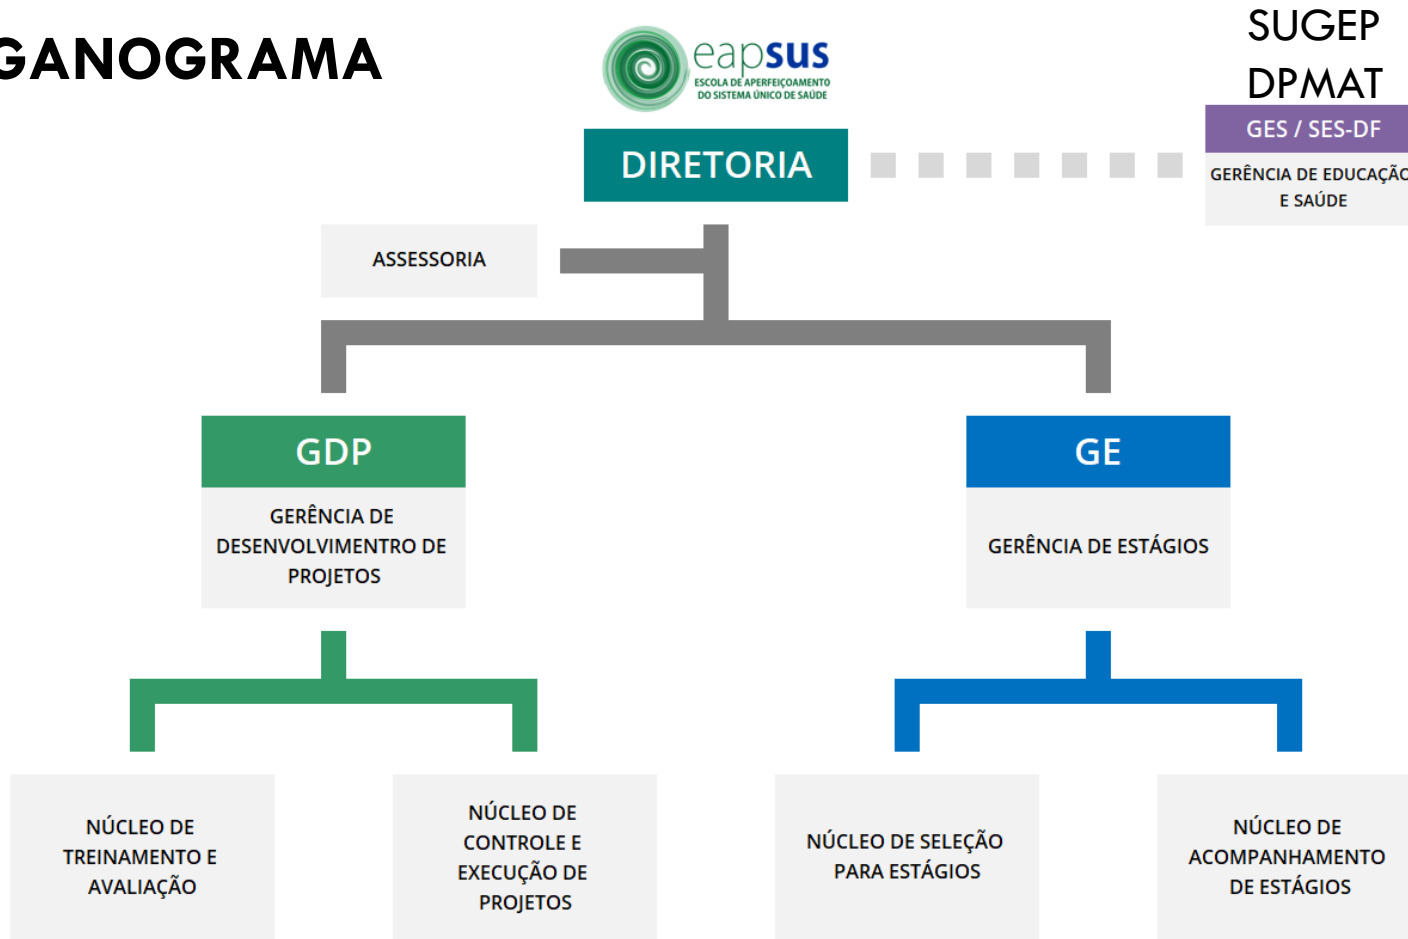 GANOGRAMA
eapsus
ESCOLA DE APERFEIÇOAMENTO
DO SISTEMA ÚNICO DE SAÚDE
SUGEP
DPMAT
GES / SES-DF
GERÊNCIA DE EDUCAÇÃO
E SAÚDE
DIRETORIA
ASSESSORIA
GDP
GERÊNCIA DE
DESENVOLVIMENTRO DE
PROJETOS
GE
GERÊNCIA DE ESTÁGIOS
NÚCLEO DE
TREINAMENTO E
AVALIAÇÃO
NÚCLEO DE
CONTROLE E
EXECUÇÃO DE
PROJETOS
NÚCLEO DE SELEÇÃO
PARA ESTÁGIOS
NÚCLEO DE
ACOMPANHAMENTO
DE ESTÁGIOS